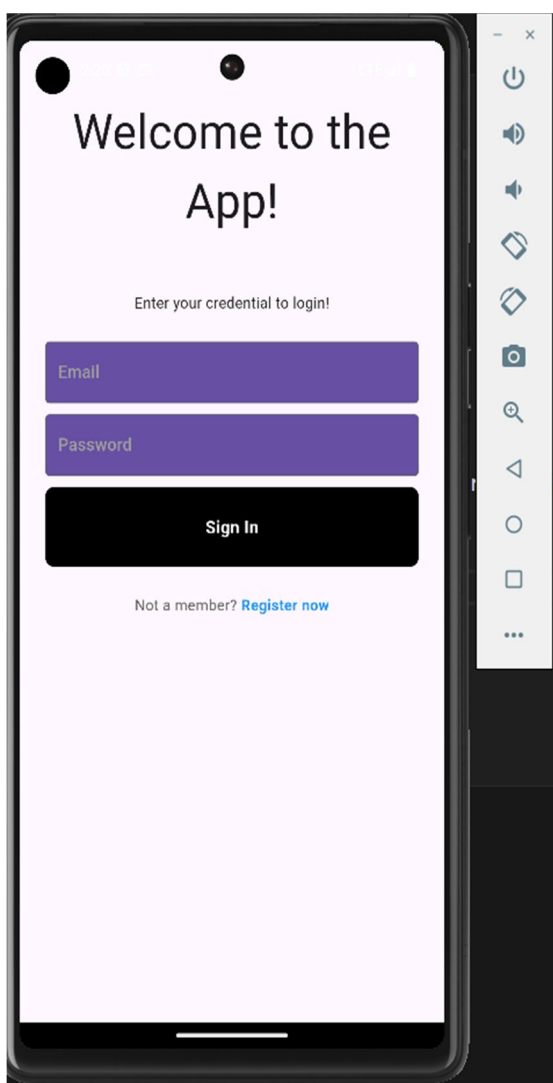 Welcome to the
App!
Enter your credential to login!
Email
Password
Sign In
Not a member? Register now